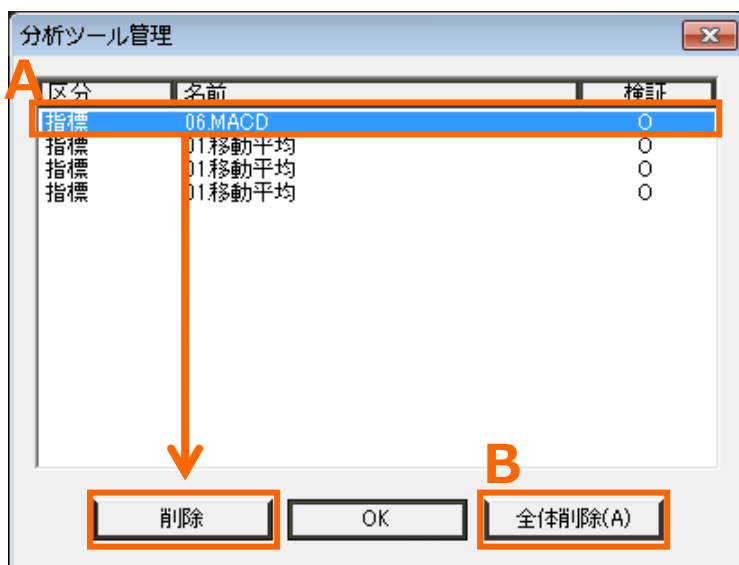 分析ツール管理
A
区分 名前 検証
指標 06.MACD O
指標 01.移動平均 O
指標 01.移動平均 O
指標 01.移動平均 O
B
削除 OK 全体削除(A)